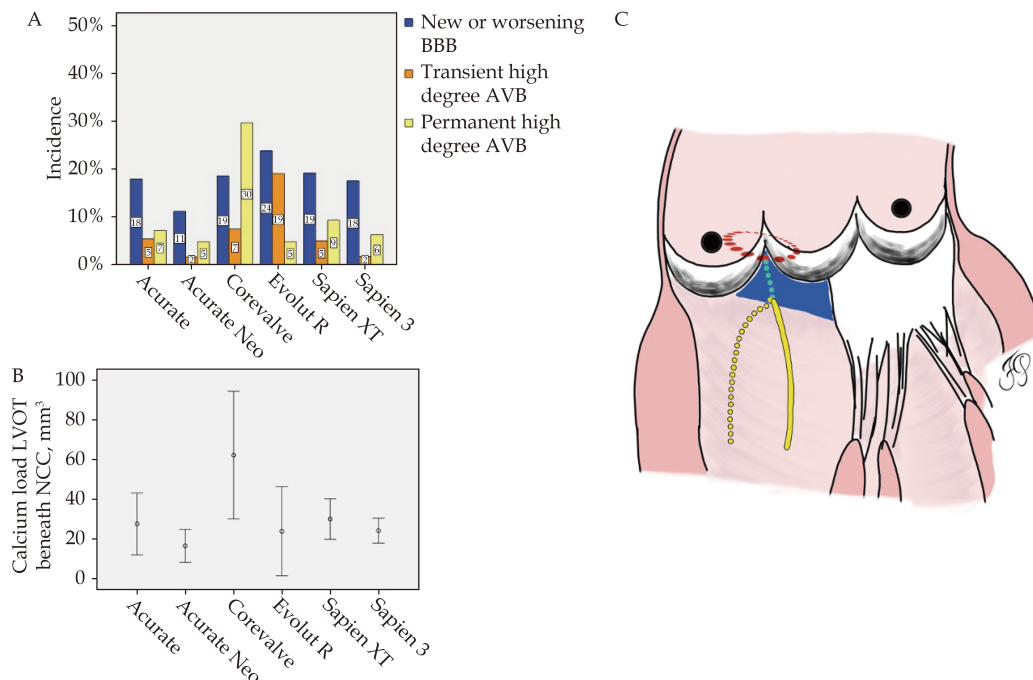 A
50%
40%
30%
20%
10%
0%
Incidence
18
5
7
11
2
5
19
7
30
24
19
5
19
5
9
18
2
6
Acurate
Acurate Neo
Corevalve
Evolut R
Sapien XT
Sapien 3
New or worsening
BBB
Transient high
degree AVB
Permanent high
degree AVB
B
100
80
60
40
20
0
Calcium load LVOT
beneath NCC, mm³
Acurate
Acurate Neo
Corevalve
Evolut R
Sapien XT
Sapien 3
C